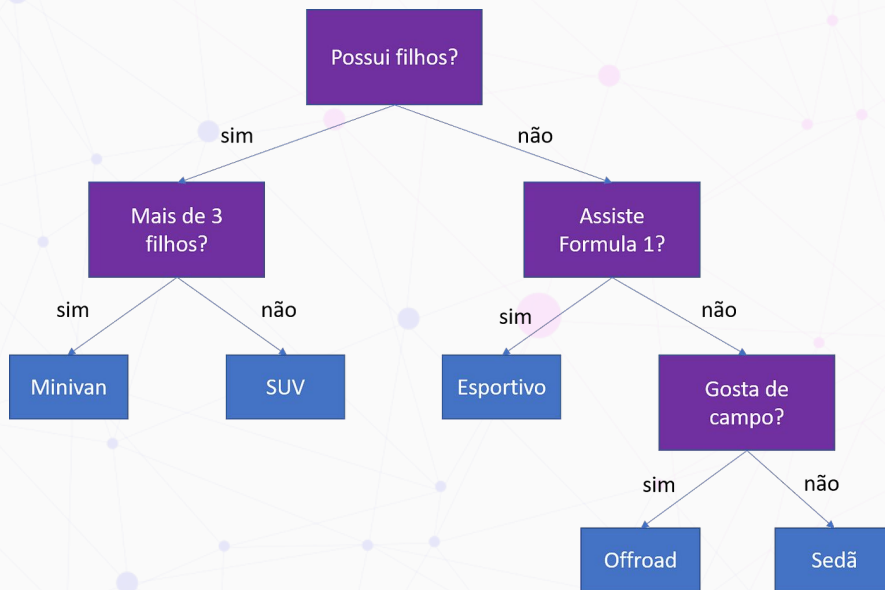 Possui filhos?
sim
não
Mais de 3
filhos?
Assiste
Formula 1?
sim
não
sim
não
Minivan
SUV
Esportivo
Gosta de
campo?
sim
não
Offroad
Sedã